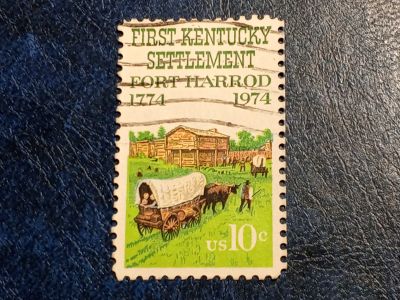 FIRST KENTUCKY
SETTLEMENT
FORT HARROD
1774 1974
US 10c